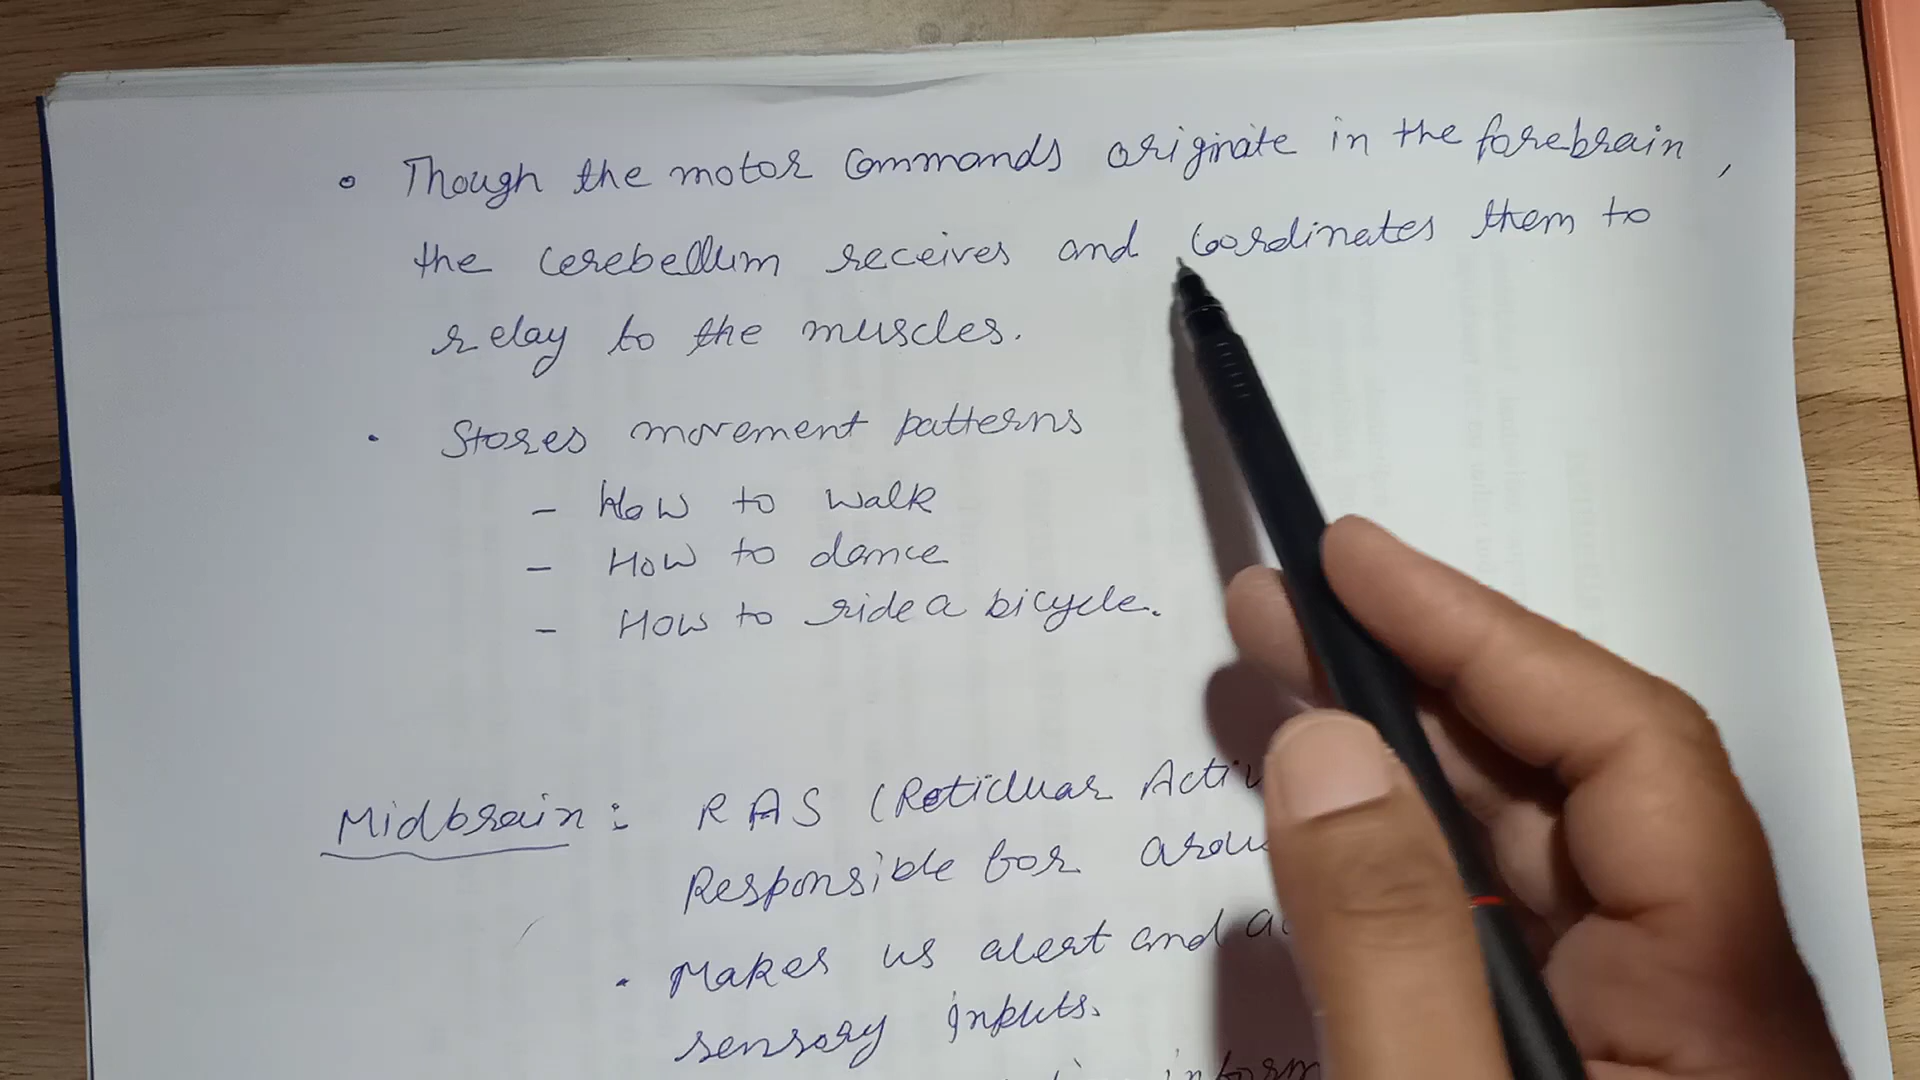 Though the motor commands originate in the forebrain,
the cerebellum receives and coordinates them to
relay to the muscles.
Stores movement patterns
- How to walk
- How to dance
- How to ride a bicycle.
Midbrain: RAS (Reticular
Responsible for
Makes us alert and
sensory inputs.